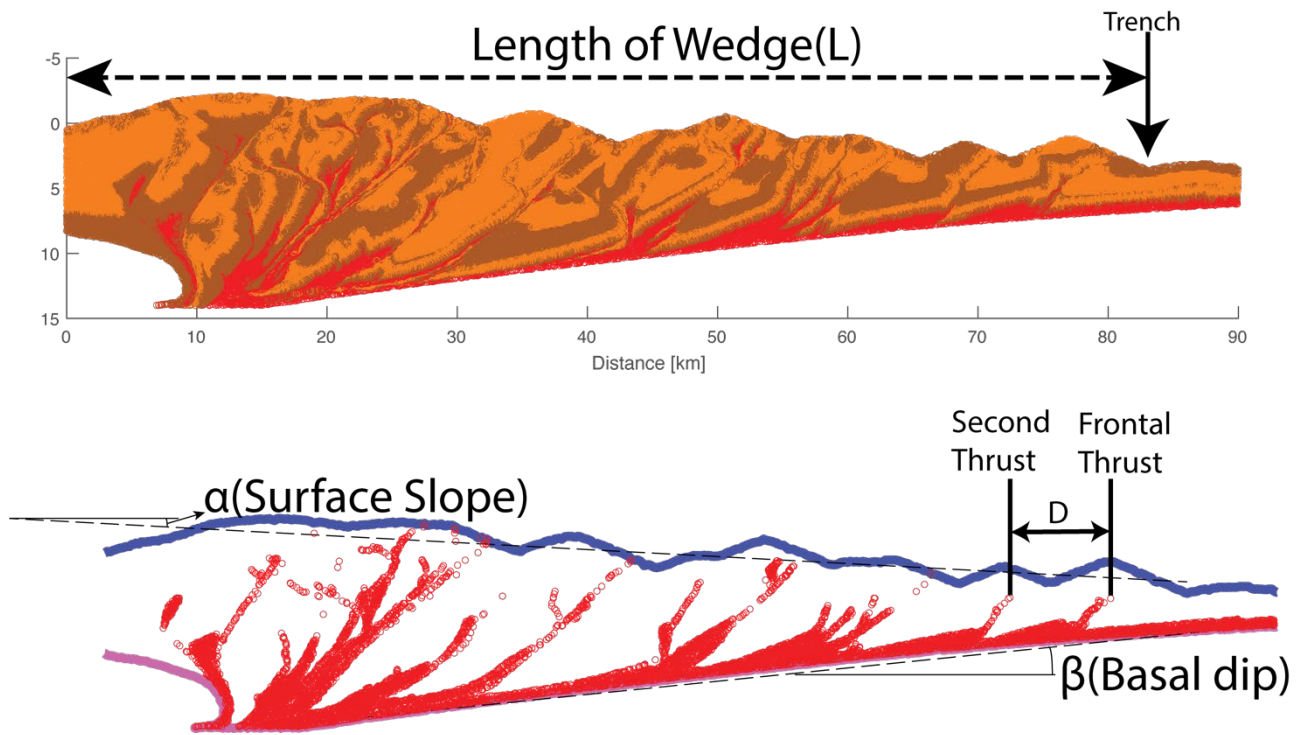 Trench
Length of Wedge(L)
-5
0
5
10
15
0 10 20 30 40 50 60 70 80 90
Distance [km]
Second
Thrust
Frontal
Thrust
α(Surface Slope)
D
β(Basal dip)